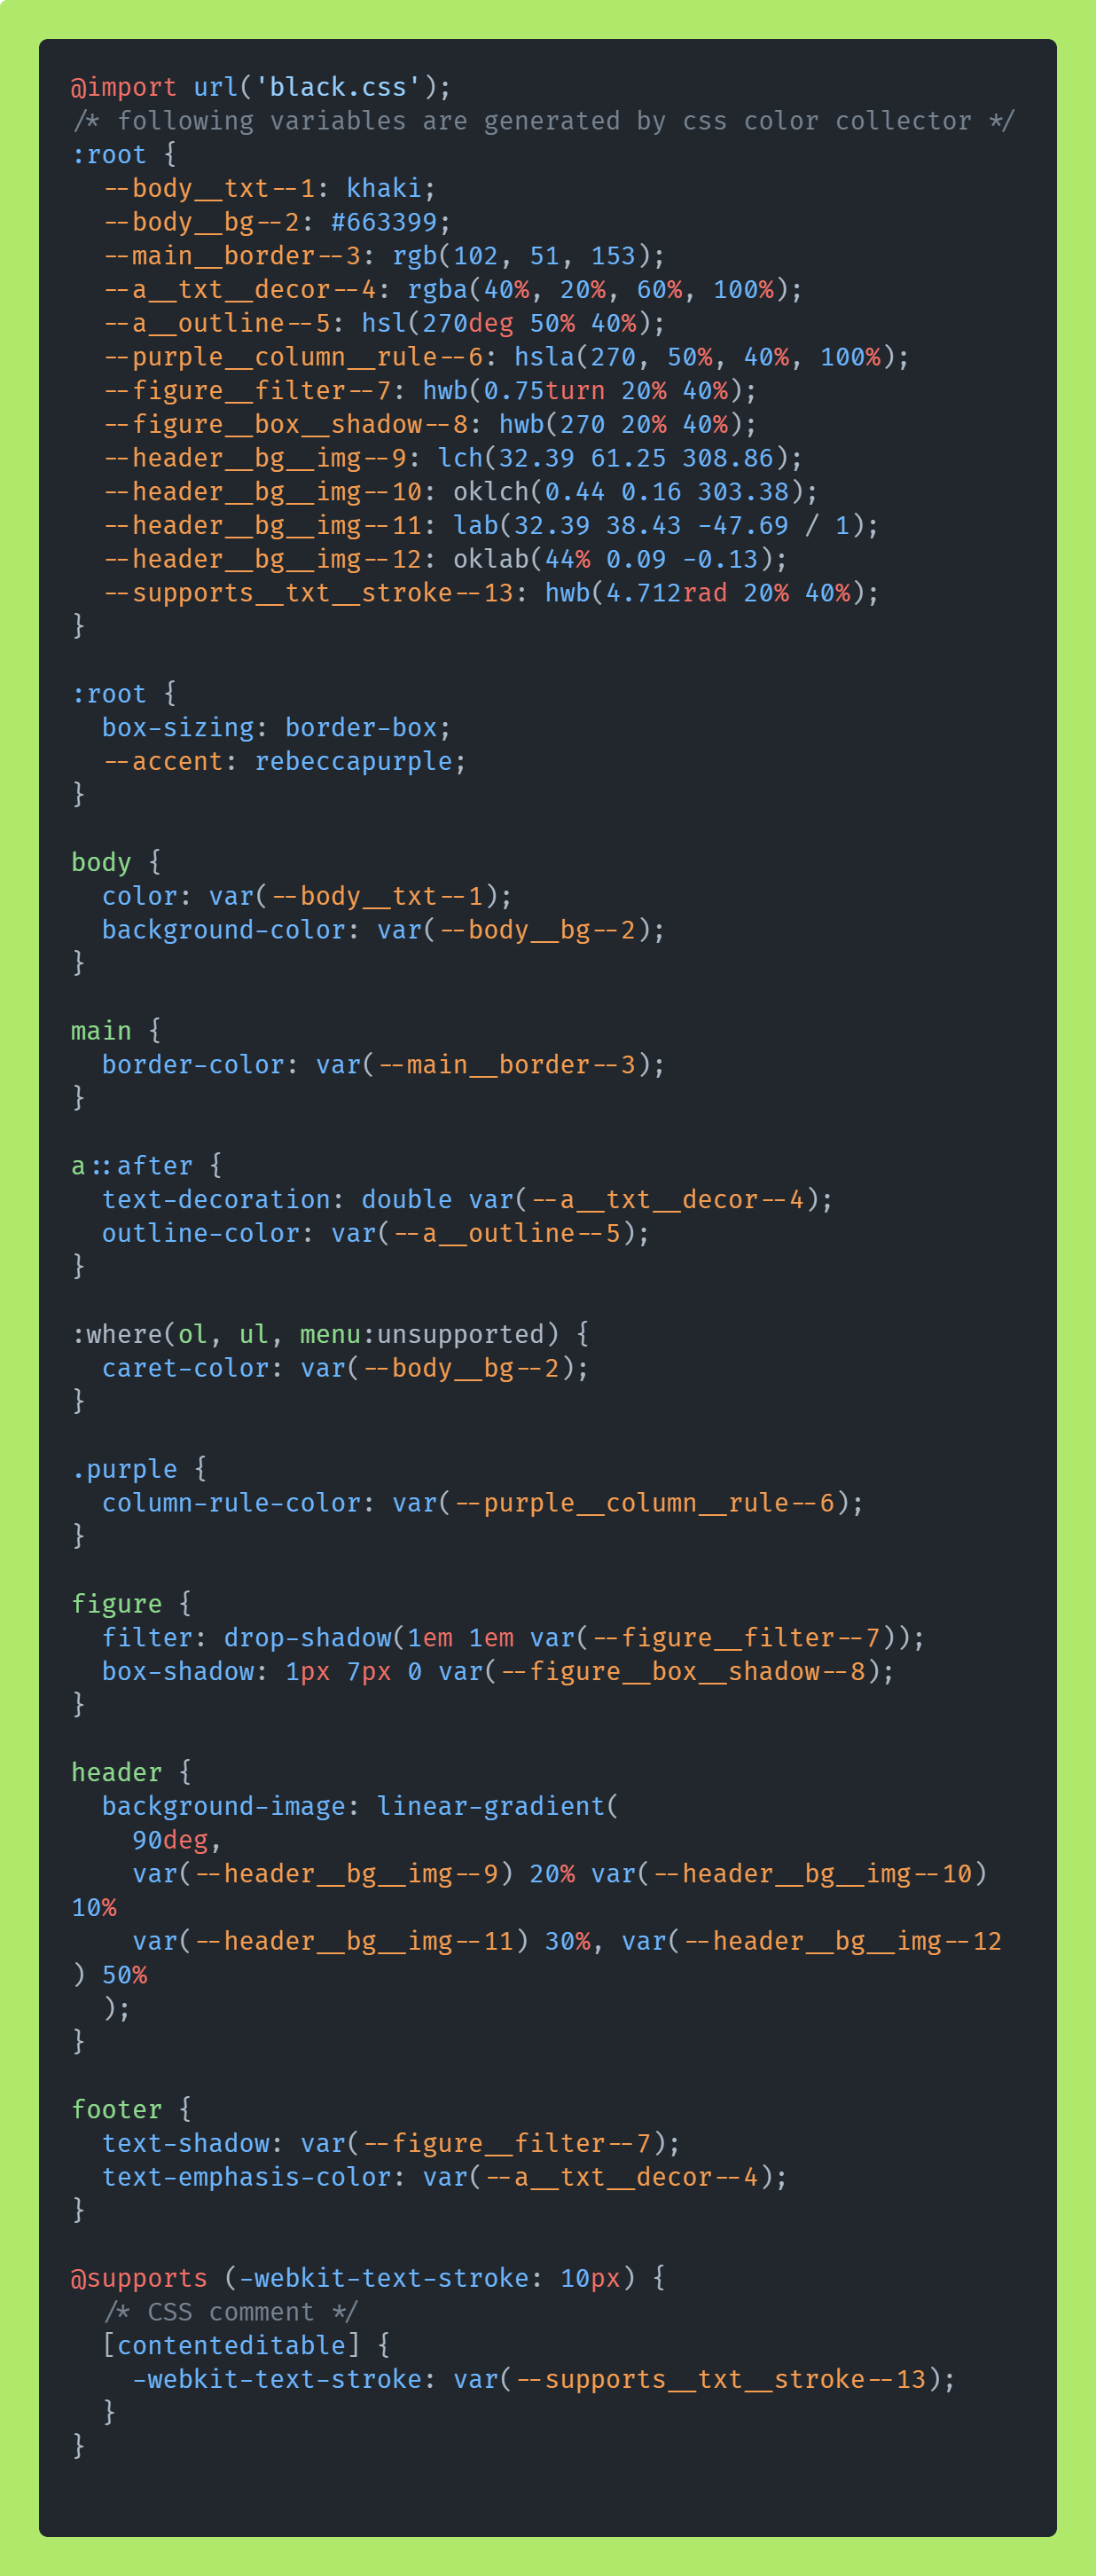 @import url('black.css');
/* following variables are generated by css color collector */
:root {
  --body__txt--1: khaki;
  --body__bg--2: #663399;
  --main__border--3: rgb(102, 51, 153);
  --a__txt__decor--4: rgba(40%, 20%, 60%, 100%);
  --a__outline--5: hsl(270deg 50% 40%);
  --purple__column__rule--6: hsla(270, 50%, 40%, 100%);
  --figure__filter--7: hwb(0.75turn 20% 40%);
  --figure__box__shadow--8: hwb(270 20% 40%);
  --header__bg__img--9: lch(32.39 61.25 308.86);
  --header__bg__img--10: oklch(0.44 0.16 303.38);
  --header__bg__img--11: lab(32.39 38.43 -47.69 / 1);
  --header__bg__img--12: oklab(44% 0.09 -0.13);
  --supports__txt__stroke--13: hwb(4.712rad 20% 40%);
}

:root {
  box-sizing: border-box;
  --accent: rebeccapurple;
}

body {
  color: var(--body__txt--1);
  background-color: var(--body__bg--2);
}

main {
  border-color: var(--main__border--3);
}

a::after {
  text-decoration: double var(--a__txt__decor--4);
  outline-color: var(--a__outline--5);
}

:where(ol, ul, menu:unsupported) {
  caret-color: var(--body__bg--2);
}

.purple {
  column-rule-color: var(--purple__column__rule--6);
}

figure {
  filter: drop-shadow(1em 1em var(--figure__filter--7));
  box-shadow: 1px 7px 0 var(--figure__box__shadow--8);
}

header {
  background-image: linear-gradient(
    90deg,
    var(--header__bg__img--9) 20% var(--header__bg__img--10)
10%
    var(--header__bg__img--11) 30%, var(--header__bg__img--12
) 50%
  );
}

footer {
  text-shadow: var(--figure__filter--7);
  text-emphasis-color: var(--a__txt__decor--4);
}

@supports (-webkit-text-stroke: 10px) {
  /* CSS comment */
  [contenteditable] {
    -webkit-text-stroke: var(--supports__txt__stroke--13);
  }
}